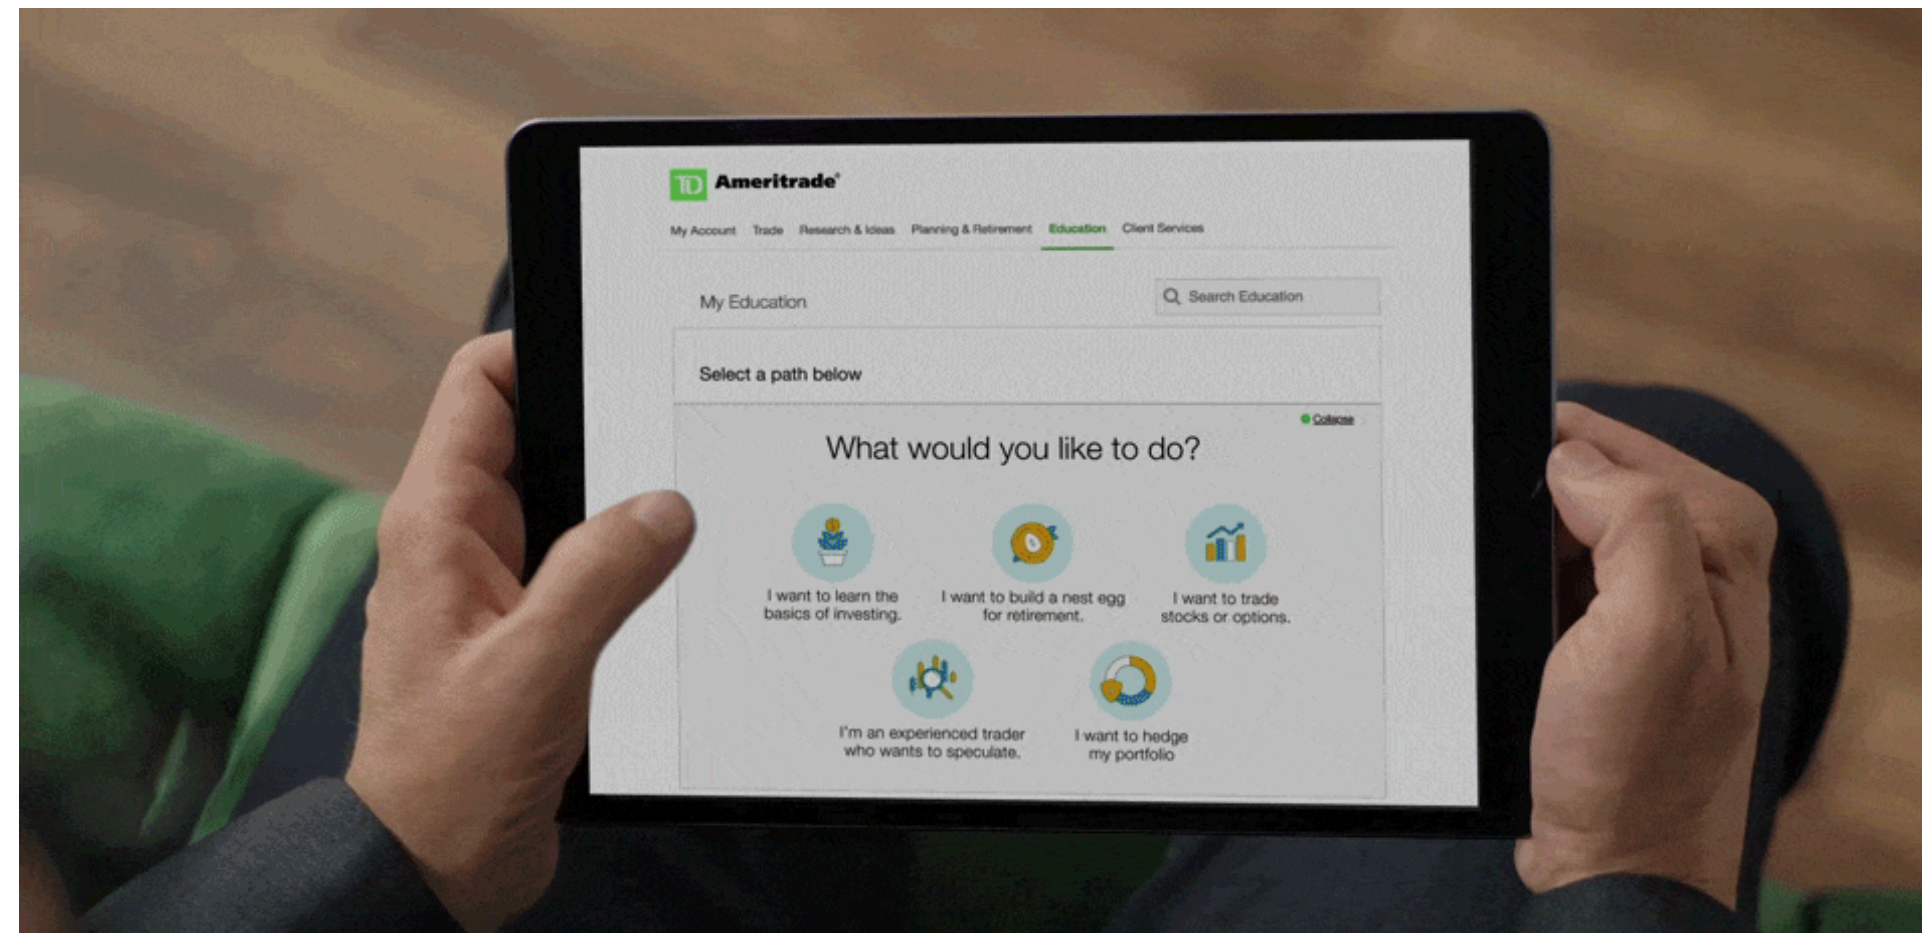 TD Ameritrade®
My Account Trade Research & Ideas Planning & Retirement Education Client Services
My Education
Search Education
Select a path below
Collapse
What would you like to do?
I want to learn the
basics of investing.
I want to build a nest egg
for retirement.
I want to trade
stocks or options.
I'm an experienced trader
who wants to speculate.
I want to hedge
my portfolio